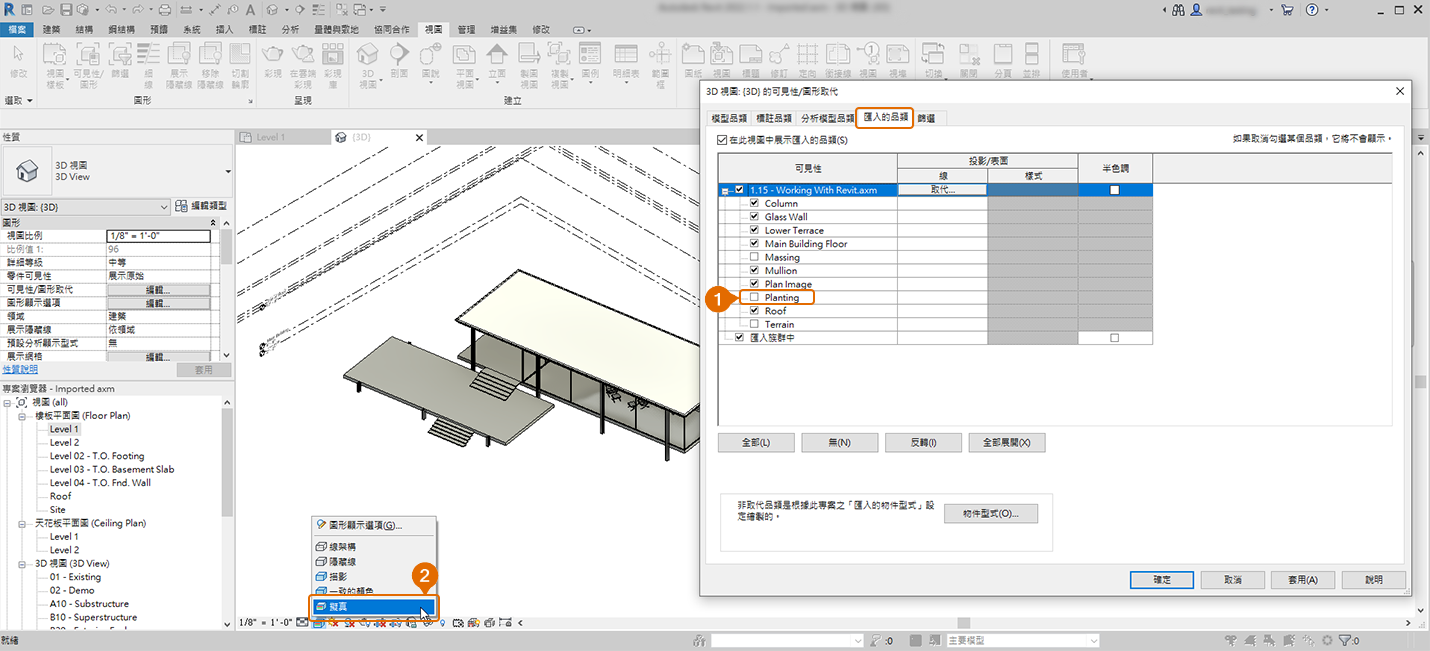 檔案 建築 結構 鋼結構 預鑄 系統 插入 標註 分析 量體與敷地 協同合作 視圖 管理 增益集 修改
修改 視圖樣板 可見性/圖形 篩選 細線 展示隱藏線 移除隱藏線 切割輪廓 彩現 在雲端彩現 彩現庫 3D視圖 剖面 圖說 平面視圖 立面 製圖視圖 複製視圖 圖例 明細表 範圍框 圖紙 視圖 標題 修訂 定向 銜接線 視圖 視埠 切換 關閉 分頁 並排 使用者
選取 圖形 呈現 建立
性質
3D 視圖
3D View
3D 視圖: {3D} 編輯類型
圖形
視圖比例 1/8" = 1'-0"
比例值 1: 96
詳細等級 中等
零件可見性 展示原始
可見性/圖形取代 編輯...
圖形顯示選項 編輯...
領域 建築
展示隱藏線 依領域
預設分析顯示型式 無
展示網格 編輯...
性質說明 套用
專案瀏覽器 - Imported axm
視圖 (all)
樓板平面圖 (Floor Plan)
Level 1
Level 2
Level 02 - T.O. Footing
Level 03 - T.O. Basement Slab
Level 04 - T.O. Fnd. Wall
Roof
Site
天花板平面圖 (Ceiling Plan)
Level 1
Level 2
3D 視圖 (3D View)
01 - Existing
02 - Demo
A10 - Substructure
B10 - Superstructure
就緒
Level 1 {3D}
圖形顯示選項(G)...
線架構
隱藏線
描影
一致的顏色
擬真
2
1/8" = 1'-0"
:0 主要模型 :0
3D 視圖: {3D} 的可見性/圖形取代
模型品類 標註品類 分析模型品類 匯入的品類 篩選
在此視圖中展示匯入的品類(S) 如果取消勾選某個品類，它將不會顯示。
可見性 投影/表面 半色調
線 樣式
1.15 - Working With Revit.axm 取代...
Column
Glass Wall
Lower Terrace
Main Building Floor
Massing
Mullion
Plan Image
1 Planting
Roof
Terrain
匯入族群中
全部(L) 無(N) 反轉(I) 全部展開(X)
非取代品類是根據此專案之「匯入的物件型式」設
定繪製的。
物件型式(O)...
確定 取消 套用(A) 說明